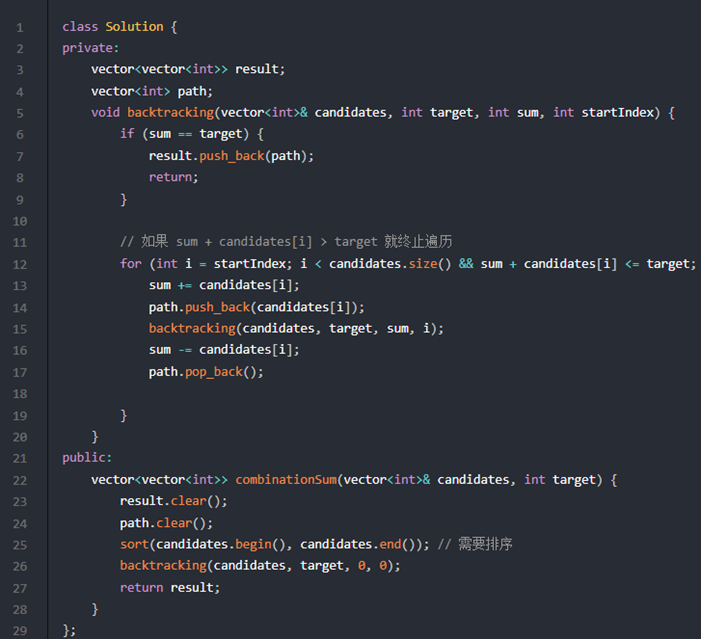 1 class Solution {
2 private:
3     vector<vector<int>> result;
4     vector<int> path;
5     void backtracking(vector<int>& candidates, int target, int sum, int startIndex) {
6         if (sum == target) {
7             result.push_back(path);
8             return;
9         }
10
11         // 如果 sum + candidates[i] > target 就终止遍历
12         for (int i = startIndex; i < candidates.size() && sum + candidates[i] <= target;
13             sum += candidates[i];
14             path.push_back(candidates[i]);
15             backtracking(candidates, target, sum, i);
16             sum -= candidates[i];
17             path.pop_back();
18
19         }
20     }
21 public:
22     vector<vector<int>> combinationSum(vector<int>& candidates, int target) {
23         result.clear();
24         path.clear();
25         sort(candidates.begin(), candidates.end()); // 需要排序
26         backtracking(candidates, target, 0, 0);
27         return result;
28     }
29 };